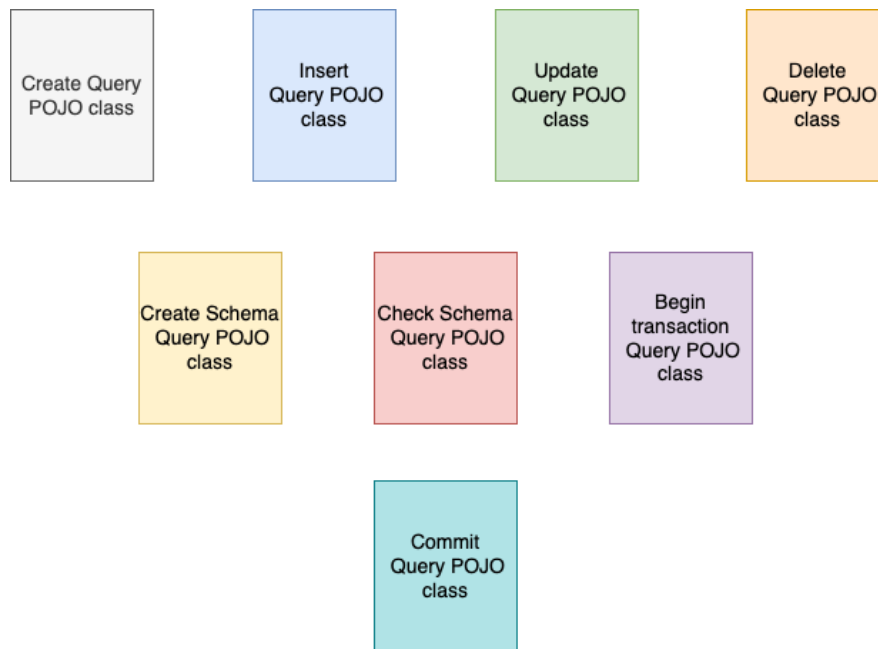 Create Query
POJO class
Insert
Query POJO
class
Update
Query POJO
class
Delete
Query POJO
class
Create Schema
Query POJO
class
Check Schema
Query POJO
class
Begin
transaction
Query POJO
class
Commit
Query POJO
class